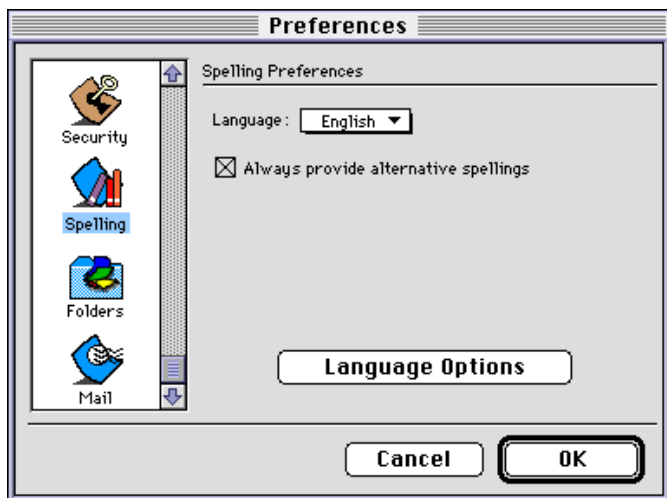 Preferences
Security
Spelling
Folders
Mail
Spelling Preferences
Language: English
Always provide alternative spellings
Language Options
Cancel OK